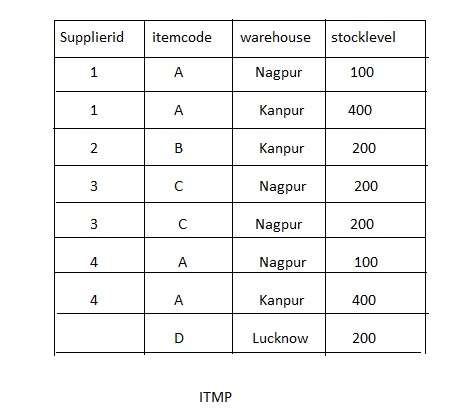 Supplierid itemcode warehouse stocklevel
1 A Nagpur 100
1 A Kanpur 400
2 B Kanpur 200
3 C Nagpur 200
3 C Nagpur 200
4 A Nagpur 100
4 A Kanpur 400
D Lucknow 200
ITMP